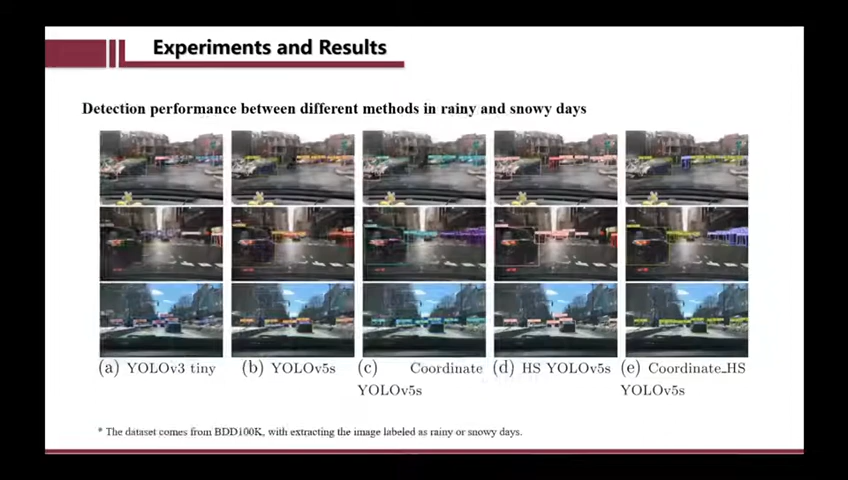 Experiments and Results
Detection performance between different methods in rainy and snowy days
(a) YOLOv3 tiny
(b) YOLOv5s
(c) Coordinate YOLOv5s
(d) HS YOLOv5s
(e) Coordinate_HS YOLOv5s
* The dataset comes from BDD100K, with extracting the image labeled as rainy or snowy days.